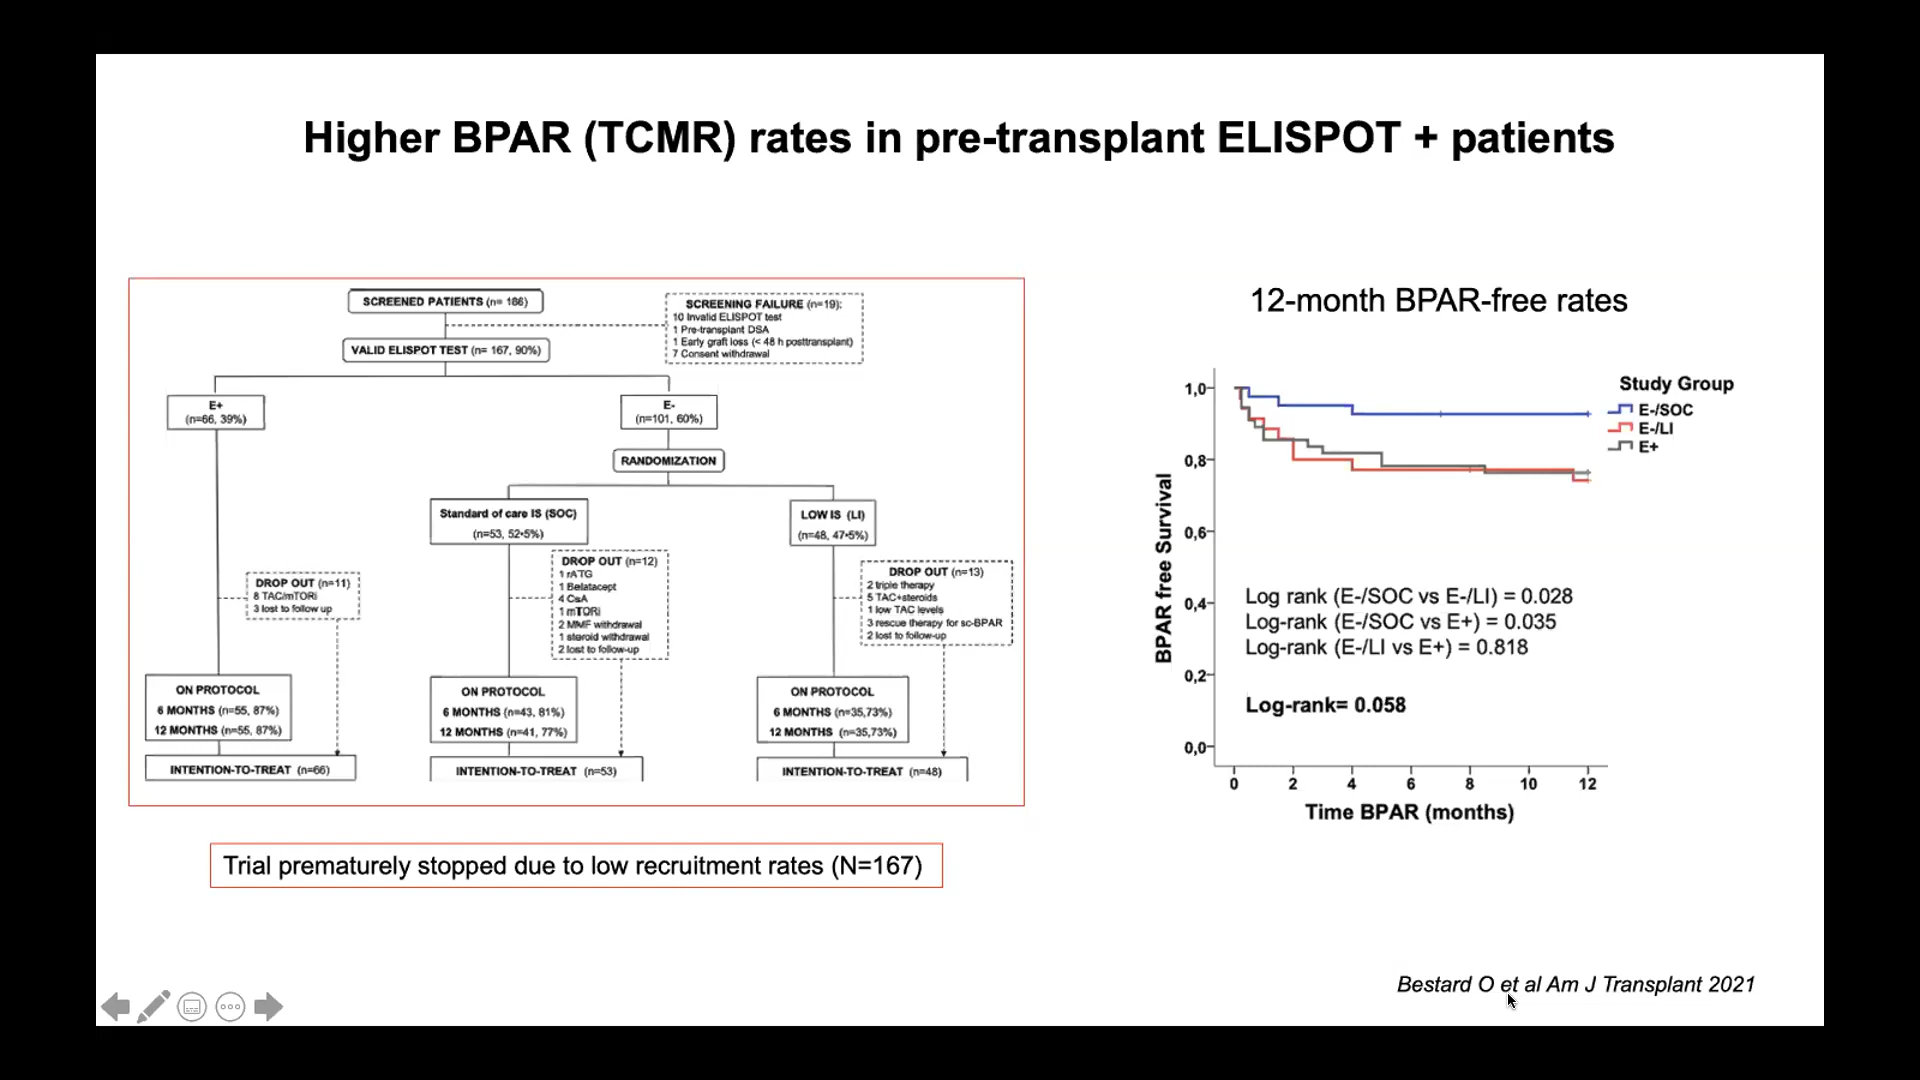 Higher BPAR (TCMR) rates in pre-transplant ELISPOT + patients
SCREENED PATIENTS (n= 186)
SCREENING FAILURE (n=19):
10 Invalid ELISPOT test
1 Pre-transplant DSA
1 Early graft loss (< 48 h posttransplant)
7 Consent withdrawal
VALID ELISPOT TEST (n= 167, 90%)
E+
(n=66, 39%)
E-
(n=101, 60%)
RANDOMIZATION
Standard of care IS (SOC)
(n=53, 52•5%)
LOW IS (LI)
(n=48, 47•5%)
DROP OUT (n=11)
8 TAC/mTORi
3 lost to follow up
DROP OUT (n=12)
1 rATG
1 Belatacept
4 CsA
1 mTORi
2 MMF withdrawal
1 steroid withdrawal
2 lost to follow-up
DROP OUT (n=13)
2 triple therapy
5 TAC+steroids
1 low TAC levels
3 rescue therapy for sc-BPAR
2 lost to follow-up
ON PROTOCOL
6 MONTHS (n=55, 87%)
12 MONTHS (n=55, 87%)
ON PROTOCOL
6 MONTHS (n=43, 81%)
12 MONTHS (n=41, 77%)
ON PROTOCOL
6 MONTHS (n=35,73%)
12 MONTHS (n=35,73%)
INTENTION-TO-TREAT (n=66)
INTENTION-TO-TREAT (n=53)
INTENTION-TO-TREAT (n=48)
Trial prematurely stopped due to low recruitment rates (N=167)
12-month BPAR-free rates
Study Group
E-/SOC
E-/LI
E+
BPAR free Survival
1,0
0,8
0,6
0,4
0,2
0,0
Log rank (E-/SOC vs E-/LI) = 0.028
Log-rank (E-/SOC vs E+) = 0.035
Log-rank (E-/LI vs E+) = 0.818
Log-rank= 0.058
0 2 4 6 8 10 12
Time BPAR (months)
Bestard O et al Am J Transplant 2021